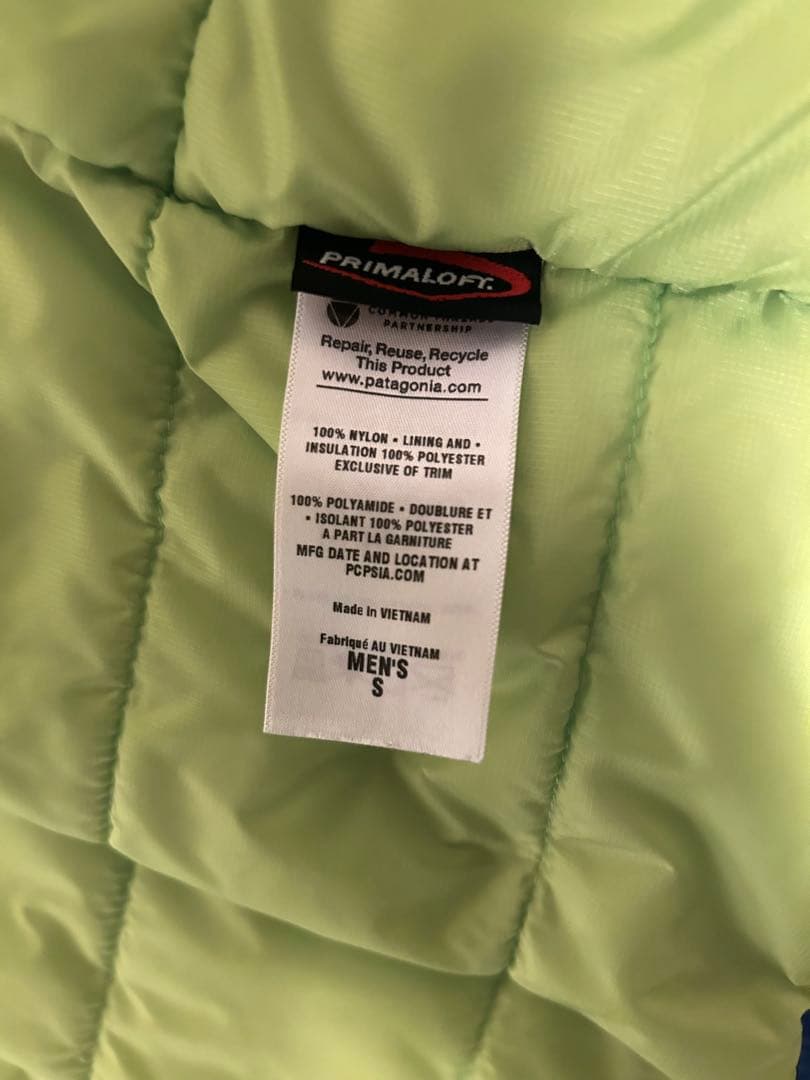 PRIMALOFT.
COMMON THREADS
PARTNERSHIP
Repair, Reuse, Recycle
This Product
www.patagonia.com
100% NYLON • LINING AND •
INSULATION 100% POLYESTER
EXCLUSIVE OF TRIM
100% POLYAMIDE • DOUBLURE ET
• ISOLANT 100% POLYESTER
A PART LA GARNITURE
MFG DATE AND LOCATION AT
PCPSIA.COM
Made in VIETNAM
Fabriqué AU VIETNAM
MEN'S
S